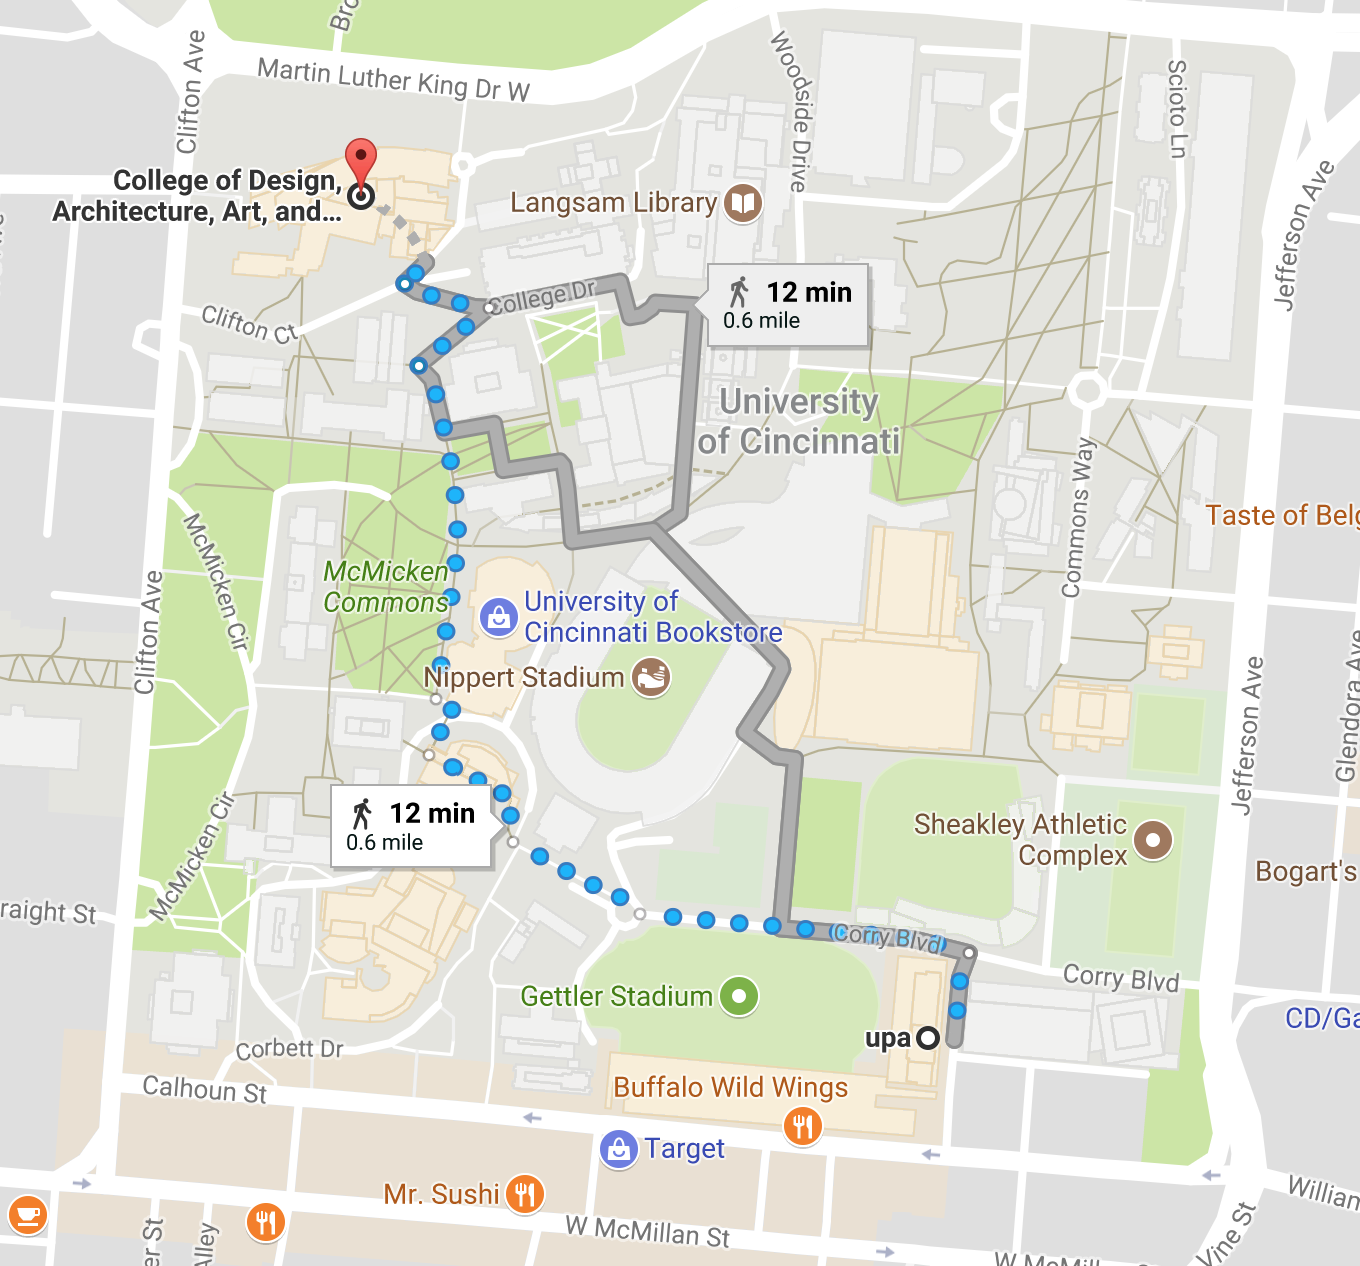 Bro
Clifton Ave
Martin Luther King Dr W
Woodside Drive
Scioto Ln
Jefferson Ave
College of Design,
Architecture, Art, and...
Langsam Library
12 min
0.6 mile
College Dr
Clifton Ct
University
of Cincinnati
Commons Way
Taste of Belg
McMicken Cir
McMicken
Commons
University of
Cincinnati Bookstore
Clifton Ave
Nippert Stadium
Jefferson Ave
Glendora Ave
12 min
0.6 mile
Sheakley Athletic
Complex
Bogart's
McMicken Cir
raight St
Corry Blvd
Corry Blvd
Gettler Stadium
CD/Ga
upa
Corbett Dr
Calhoun St
Buffalo Wild Wings
Target
Mr. Sushi
William
W McMillan St
Vine St
er St
Alley
W McMill